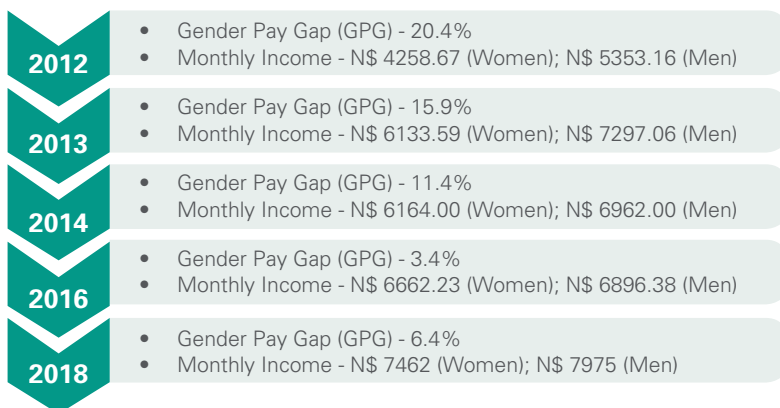 2012
• Gender Pay Gap (GPG) - 20.4%
• Monthly Income - N$ 4258.67 (Women); N$ 5353.16 (Men)
2013
• Gender Pay Gap (GPG) - 15.9%
• Monthly Income - N$ 6133.59 (Women); N$ 7297.06 (Men)
2014
• Gender Pay Gap (GPG) - 11.4%
• Monthly Income - N$ 6164.00 (Women); N$ 6962.00 (Men)
2016
• Gender Pay Gap (GPG) - 3.4%
• Monthly Income - N$ 6662.23 (Women); N$ 6896.38 (Men)
2018
• Gender Pay Gap (GPG) - 6.4%
• Monthly Income - N$ 7462 (Women); N$ 7975 (Men)